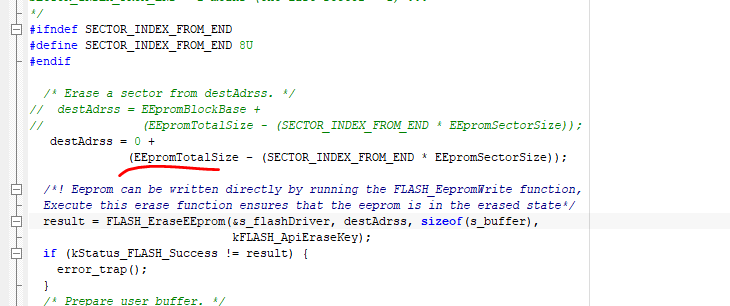 */
#ifndef SECTOR_INDEX_FROM_END
#define SECTOR_INDEX_FROM_END 8U
#endif
/* Erase a sector from destAdrss. */
// destAdrss = EEpromBlockBase +
// (EEpromTotalSize - (SECTOR_INDEX_FROM_END * EEpromSectorSize));
destAdrss = 0 +
(EEpromTotalSize - (SECTOR_INDEX_FROM_END * EEpromSectorSize));
/*! Eeprom can be written directly by running the FLASH_EepromWrite function,
Execute this erase function ensures that the eeprom is in the erased state*/
result = FLASH_EraseEEprom(&s_flashDriver, destAdrss, sizeof(s_buffer),
kFLASH_ApiEraseKey);
if (kStatus_FLASH_Success != result) {
error_trap();
}
/* Prepare user buffer. */